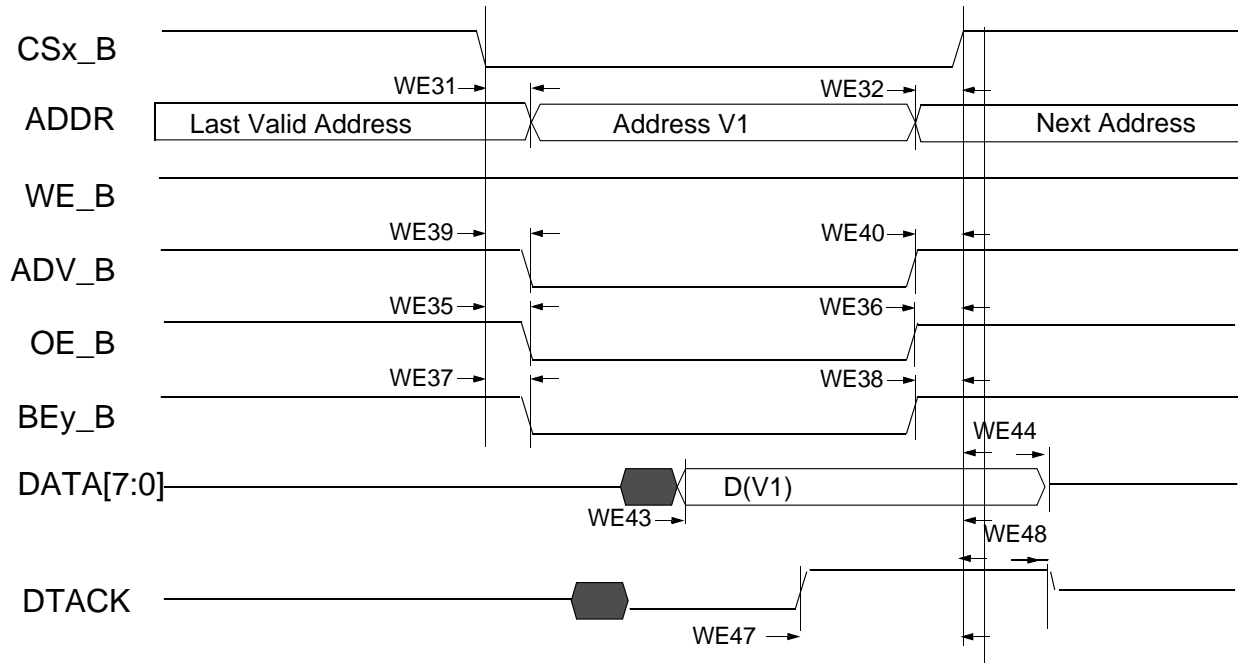 CSx_B
WE31
WE32
ADDR
Last Valid Address
Address V1
Next Address
WE_B
WE39
WE40
ADV_B
WE35
WE36
OE_B
WE37
WE38
BEy_B
WE44
DATA[7:0]
D(V1)
WE43
WE48
DTACK
WE47